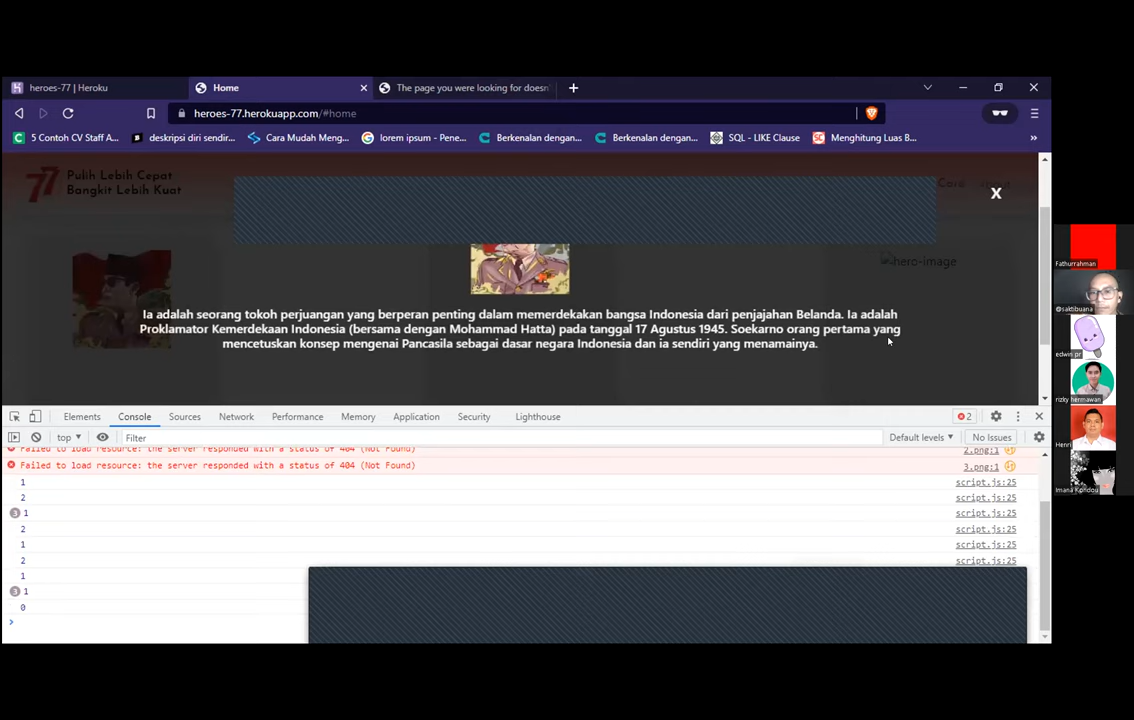 heroes-77 | Heroku
Home
The page you were looking for doesn'
heroes-77.herokuapp.com/#home
5 Contoh CV Staff A...
deskripsi diri sendir...
Cara Mudah Meng...
lorem ipsum - Pene...
Berkenalan dengan...
Berkenalan dengan...
SQL - LIKE Clause
Menghitung Luas B...
»
77
Pulih Lebih Cepat
Bangkit Lebih Kuat
X
hero-image
Ia adalah seorang tokoh perjuangan yang berperan penting dalam memerdekakan bangsa Indonesia dari penjajahan Belanda. Ia adalah
Proklamator Kemerdekaan Indonesia (bersama dengan Mohammad Hatta) pada tanggal 17 Agustus 1945. Soekarno orang pertama yang
mencetuskan konsep mengenai Pancasila sebagai dasar negara Indonesia dan ia sendiri yang menamainya.
Elements Console Sources Network Performance Memory Application Security Lighthouse 2
top Filter Default levels No Issues
Failed to load resource: the server responded with a status of 404 (Not Found) 2.png:1
Failed to load resource: the server responded with a status of 404 (Not Found) 3.png:1
1 script.js:25
2 script.js:25
3 1 script.js:25
2 script.js:25
1 script.js:25
2 script.js:25
1
3 1
0
Fathurrahman
@saktibuana
edwin pr
rizky hermawan
Henri
Imana Kondou